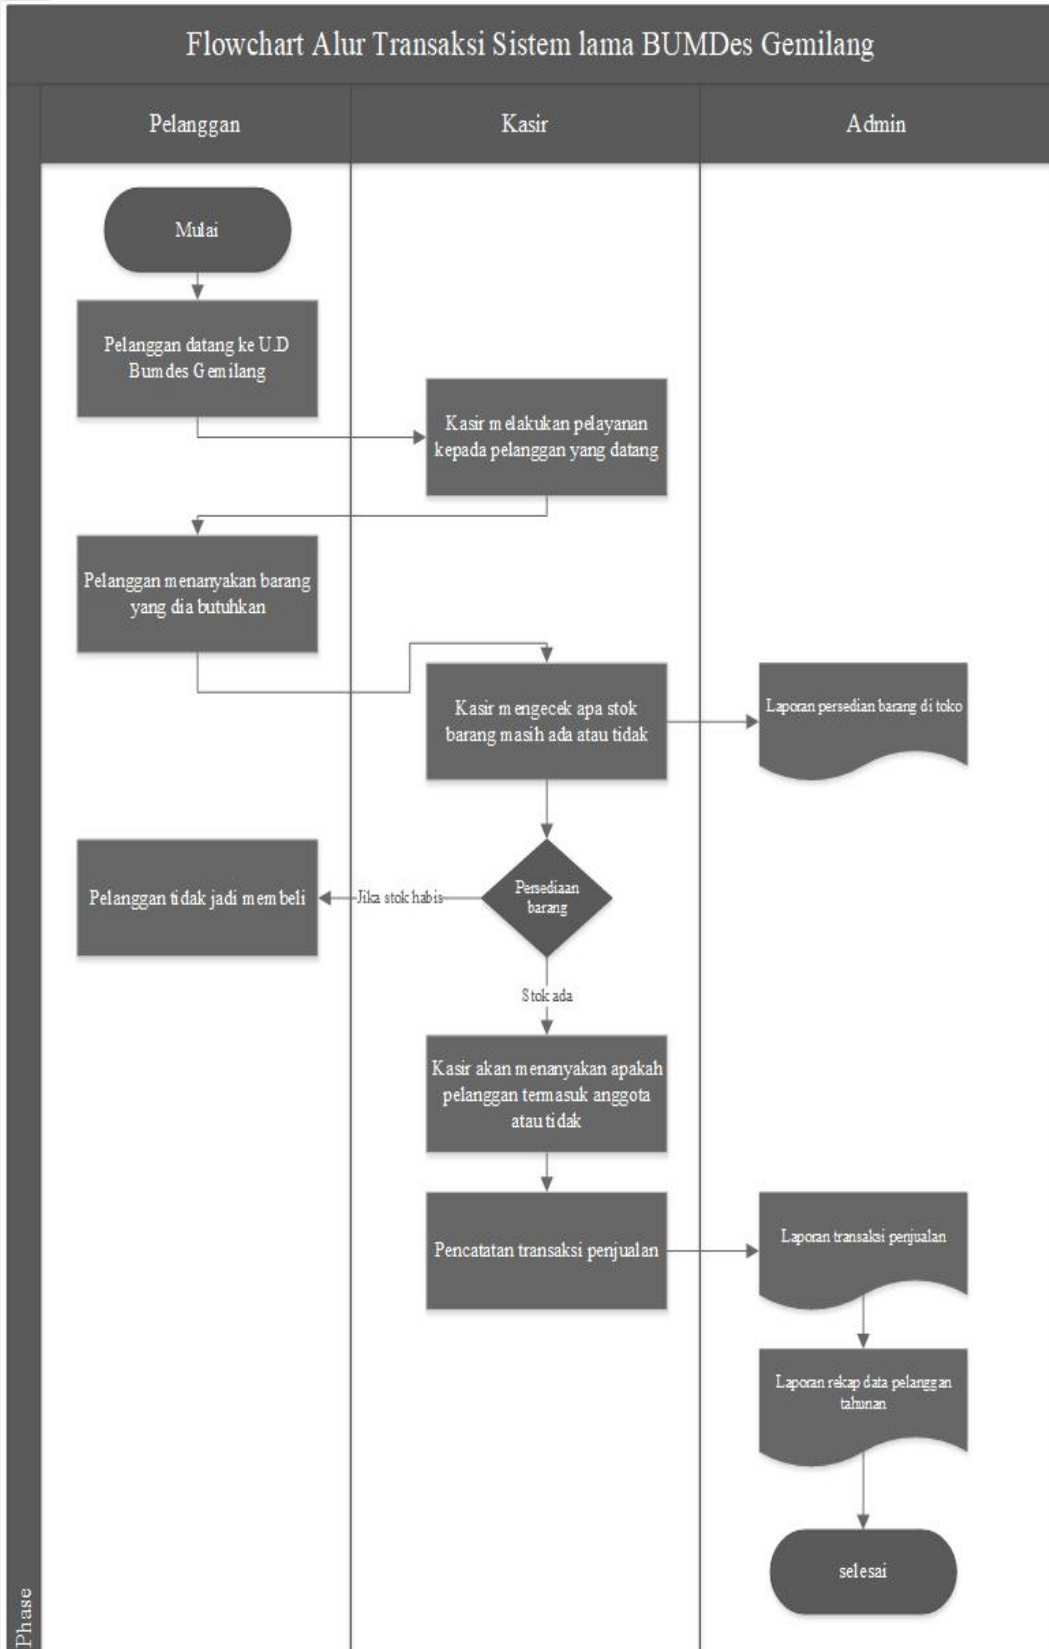 Flowchart Alur Transaksi Sistem lama BUMDes Gemilang
Pelanggan
Kasir
Admin
Mulai
Pelanggan datang ke U.D
Bumdes Gemilang
Kasir melakukan pelayanan
kepada pelanggan yang datang
Pelanggan menanyakan barang
yang dia butuhkan
Kasir mengecek apa stok
barang masih ada atau tidak
Laporan persedian barang di toko
Persediaan
barang
Jika stok habis
Pelanggan tidak jadi membeli
Stok ada
Kasir akan menanyakan apakah
pelanggan termasuk anggota
atau tidak
Pencatatan transaksi penjualan
Laporan transaksi penjualan
Laporan rekap data pelanggan
tahunan
selesai
Phase